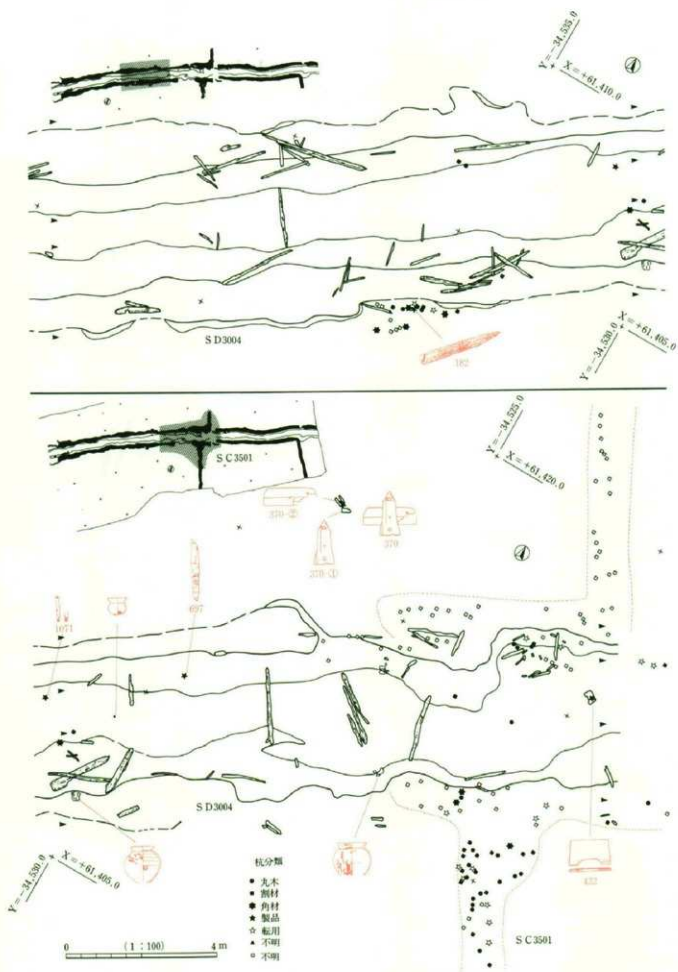 Y=−34,535.0
X=+61,410.0
SD3004
182
X=+61,405.0
Y=−34,530.0
SC3501
Y=−34,525.0
X=+61,420.0
370-②
370
370-①
697
1071
SD3004
433
X=+61,405.0
Y=−34,530.0
杭分類
丸木
割材
角材
製品
転用
不明
不明
0 (1:100) 4m
SC3501